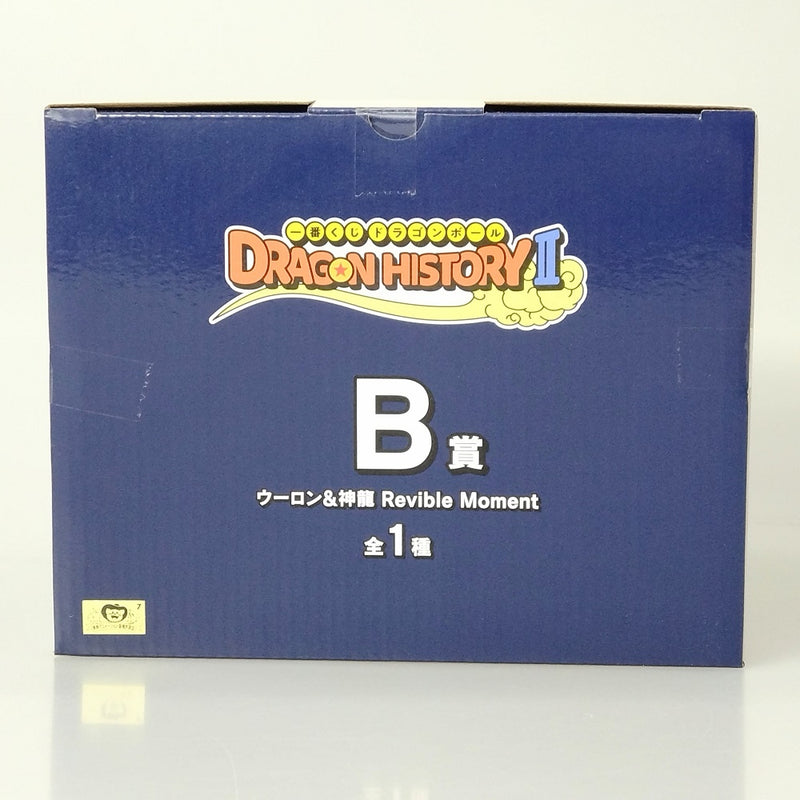 一番くじ ドラゴンボール
DRAGON HISTORY II
B賞
ウーロン&神龍 Revible Moment
全1種
7